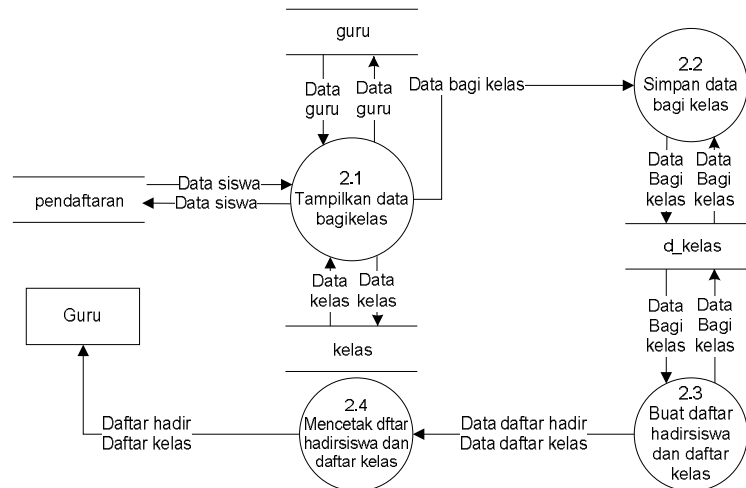 guru
Data
guru
Data
guru
Data bagi kelas
2.2
Simpan data
bagi kelas
Data
Bagi
kelas
Data
Bagi
kelas
pendaftaran
Data siswa
Data siswa
2.1
Tampilkan data
bagikelas
d_kelas
Data
kelas
Data
kelas
kelas
Guru
Data
Bagi
kelas
Data
Bagi
kelas
2.3
Buat daftar
hadirsiswa
dan daftar
kelas
Data daftar hadir
Data daftar kelas
2.4
Mencetak dftar
hadirsiswa dan
daftar kelas
Daftar hadir
Daftar kelas